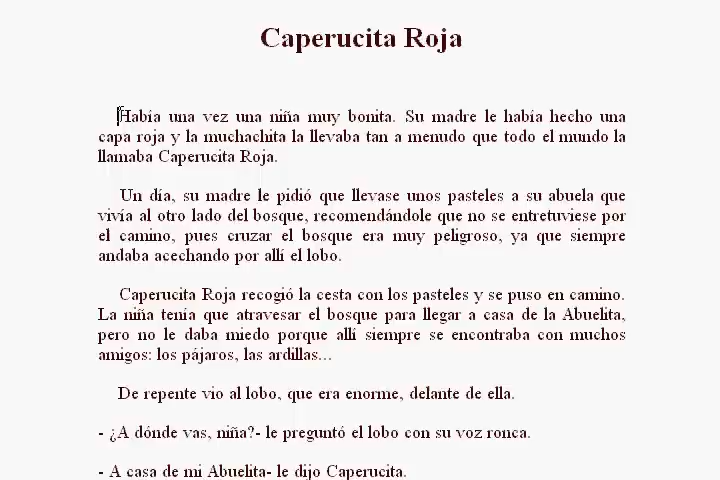 Caperucita Roja
Había una vez una niña muy bonita. Su madre le había hecho una
capa roja y la muchachita la llevaba tan a menudo que todo el mundo la
llamaba Caperucita Roja.
Un día, su madre le pidió que llevase unos pasteles a su abuela que
vivía al otro lado del bosque, recomendándole que no se entretuviese por
el camino, pues cruzar el bosque era muy peligroso, ya que siempre
andaba acechando por allí el lobo.
Caperucita Roja recogió la cesta con los pasteles y se puso en camino.
La niña tenía que atravesar el bosque para llegar a casa de la Abuelita,
pero no le daba miedo porque allí siempre se encontraba con muchos
amigos: los pájaros, las ardillas...
De repente vio al lobo, que era enorme, delante de ella.
- ¿A dónde vas, niña?- le preguntó el lobo con su voz ronca.
- A casa de mi Abuelita- le dijo Caperucita.